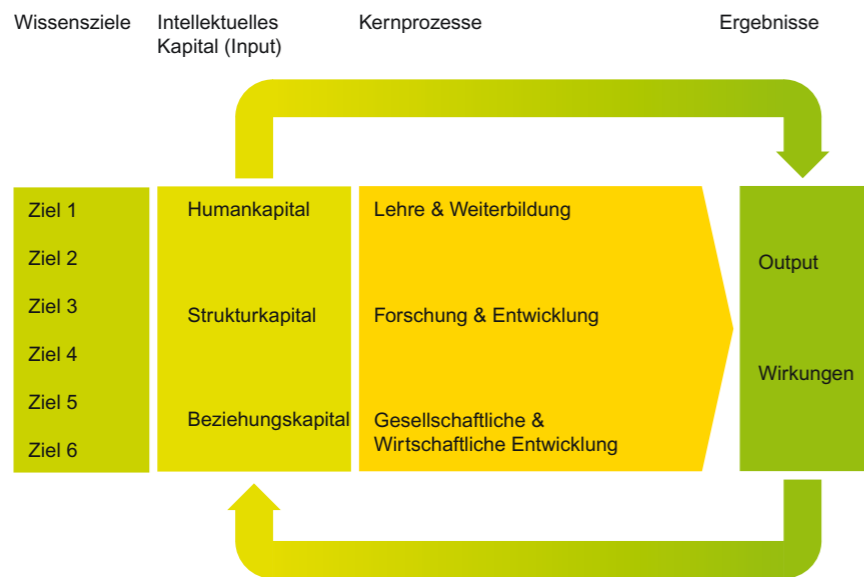 Wissensziele
Intellektuelles
Kapital (Input)
Kernprozesse
Ergebnisse
Ziel 1
Ziel 2
Ziel 3
Ziel 4
Ziel 5
Ziel 6
Humankapital
Strukturkapital
Beziehungskapital
Lehre & Weiterbildung
Forschung & Entwicklung
Gesellschaftliche &
Wirtschaftliche Entwicklung
Output
Wirkungen